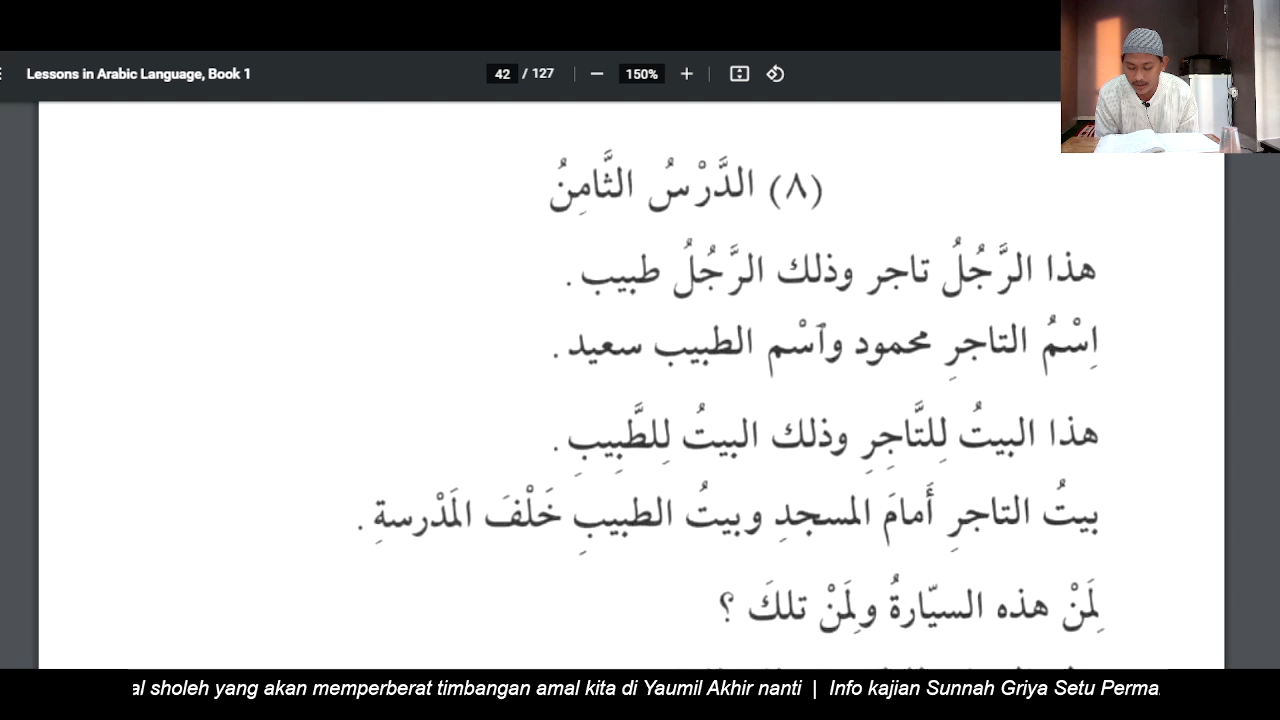 Lessons in Arabic Language, Book 1
42 / 127
150%
(٨) الدَّرْسُ الثَّامِنُ
هذا الرَّجُلُ تاجر وذلك الرَّجُلُ طبيب .
اِسْمُ التاجرِ محمود وٱسْم الطبيب سعيد .
هذا البيتُ لِلتَّاجِرِ وذلك البيتُ لِلطَّبِيبِ .
بيتُ التاجرِ أَمامَ المسجدِ وبيتُ الطبيبِ خَلْفَ المَدْرسةِ .
لِمَنْ هذه السيّارةُ ولِمَنْ تلكَ ؟
al sholeh yang akan memperberat timbangan amal kita di Yaumil Akhir nanti | Info kajian Sunnah Griya Setu Perma